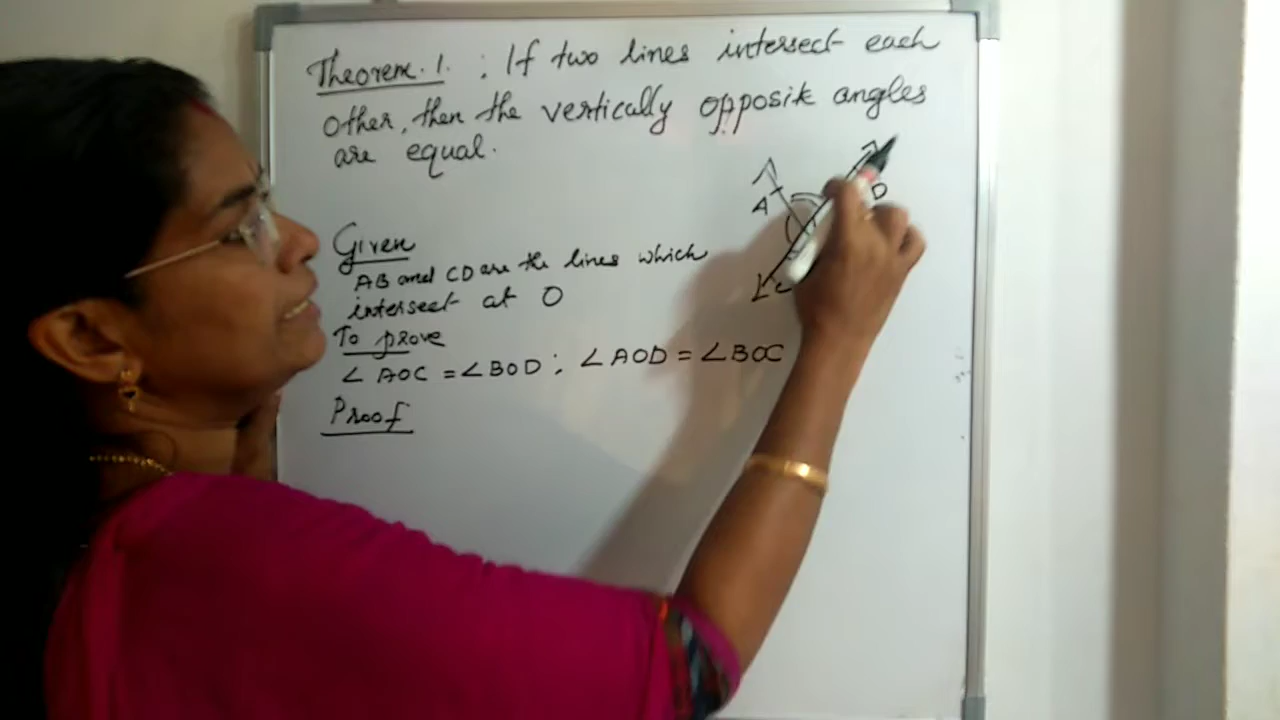 Theorem. 1. : If two lines intersect each
other, then the vertically opposite angles
are equal.
A
D
C
Given
AB and CD are the lines which
intersect at O
To prove
∠ AOC = ∠ BOD ; ∠ AOD = ∠ BOC
Proof